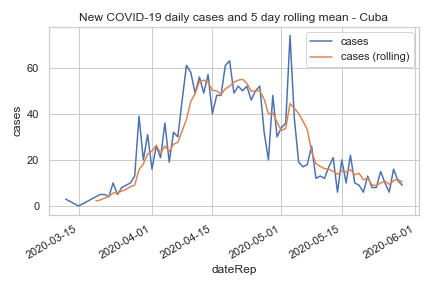 New COVID-19 daily cases and 5 day rolling mean - Cuba
cases
cases (rolling)
60
40
20
0
cases
2020-03-15
2020-04-01
2020-04-15
2020-05-01
2020-05-15
2020-06-01
dateRep